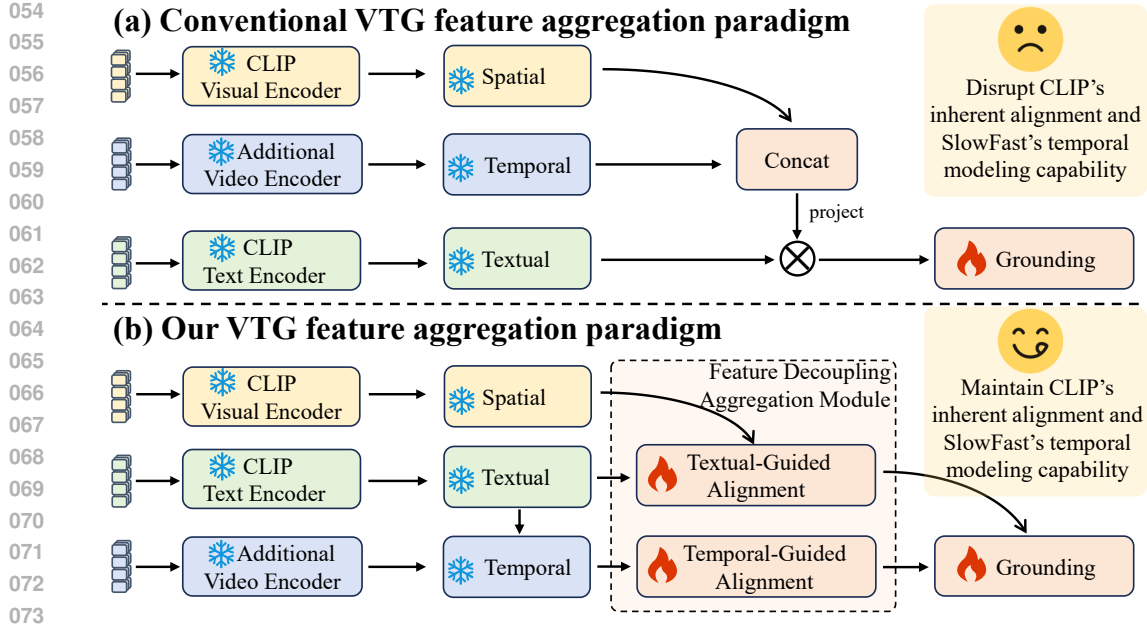 054
055
056
057
058
059
060
061
062
063
064
065
066
067
068
069
070
071
072
073
(a) Conventional VTG feature aggregation paradigm
CLIP
Visual Encoder
Spatial
Additional
Video Encoder
Temporal
Concat
project
CLIP
Text Encoder
Textual
Grounding
Disrupt CLIP's
inherent alignment and
SlowFast's temporal
modeling capability
(b) Our VTG feature aggregation paradigm
CLIP
Visual Encoder
Spatial
Feature Decoupling
Aggregation Module
CLIP
Text Encoder
Textual
Textual-Guided
Alignment
Additional
Video Encoder
Temporal
Temporal-Guided
Alignment
Grounding
Maintain CLIP's
inherent alignment and
SlowFast's temporal
modeling capability